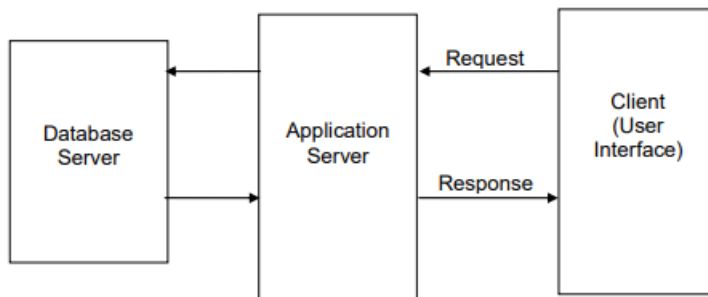 Database
Server
Application
Server
Request
Response
Client
(User
Interface)